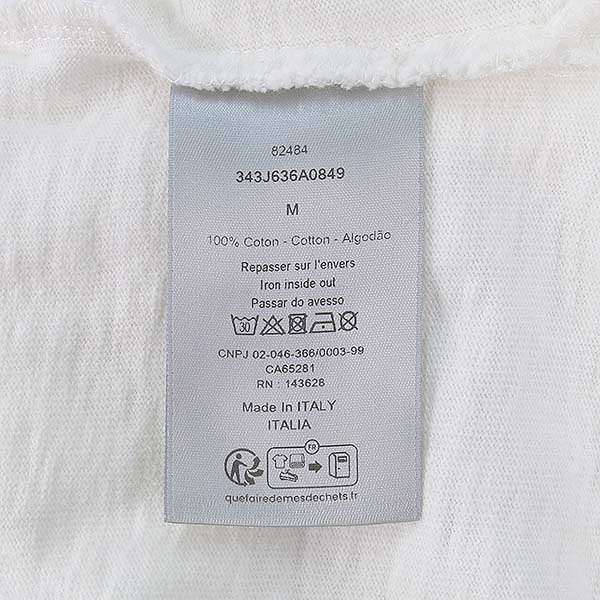 82484
343J636A0849
M
100% Coton - Cotton - Algodão
Repasser sur l'envers
Iron inside out
Passar do avesso
30
CNPJ 02-046-366/0003-99
CA65281
RN : 143628
Made In ITALY
ITALIA
FR
quefairedemesdechets.fr